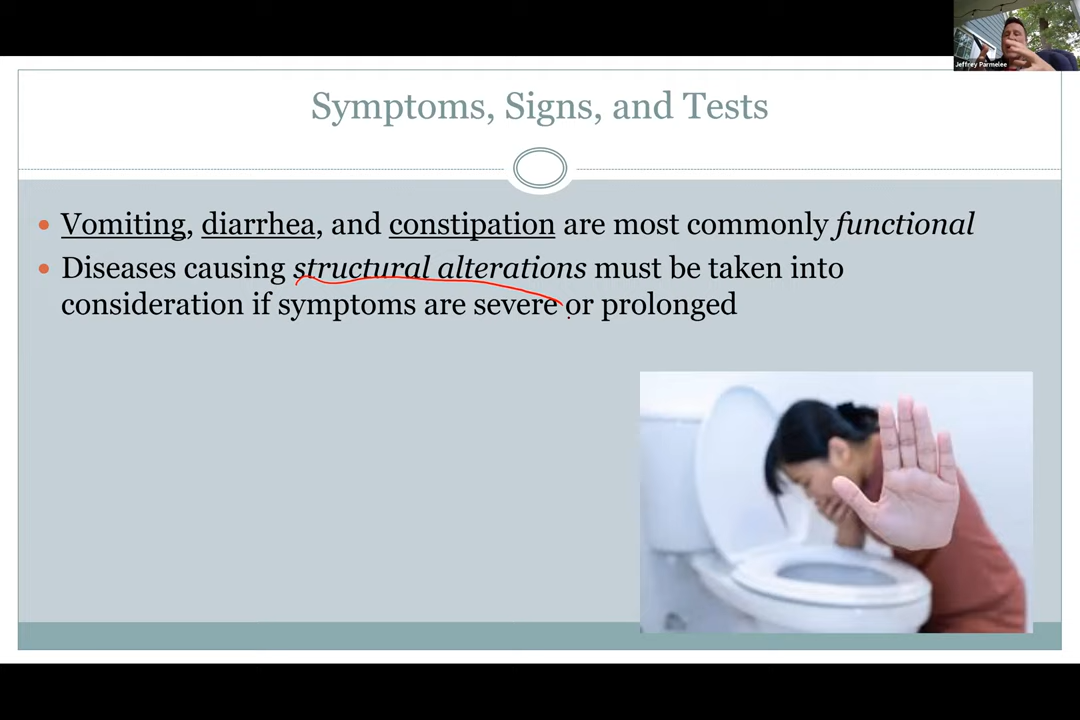 Jeffrey Parmelee
Symptoms, Signs, and Tests
• Vomiting, diarrhea, and constipation are most commonly functional
• Diseases causing structural alterations must be taken into
consideration if symptoms are severe or prolonged